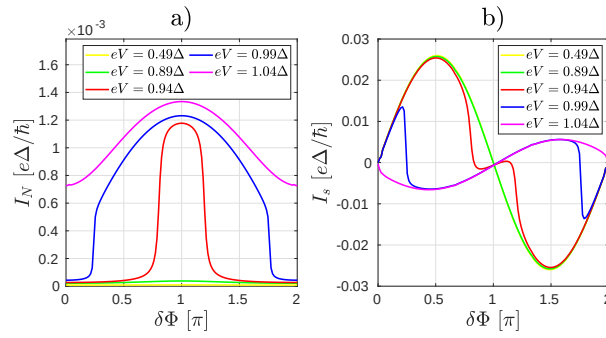 a)
×10⁻³
1.6
1.4
1.2
1
0.8
0.6
0.4
0.2
0
eV = 0.49Δ
eV = 0.89Δ
eV = 0.94Δ
eV = 0.99Δ
eV = 1.04Δ
I_N [eΔ/ħ]
0 0.5 1 1.5 2
δΦ [π]
b)
0.03
0.02
0.01
0
-0.01
-0.02
-0.03
eV = 0.49Δ
eV = 0.89Δ
eV = 0.94Δ
eV = 0.99Δ
eV = 1.04Δ
I_s [eΔ/ħ]
0 0.5 1 1.5 2
δΦ [π]